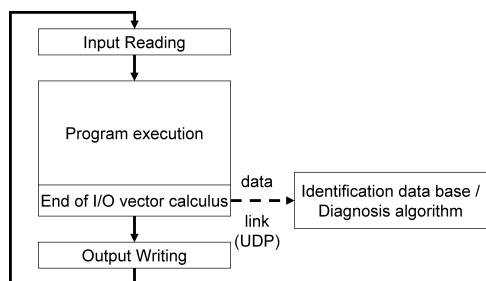 Input Reading
Program execution
End of I/O vector calculus
data
link
(UDP)
Identification data base /
Diagnosis algorithm
Output Writing